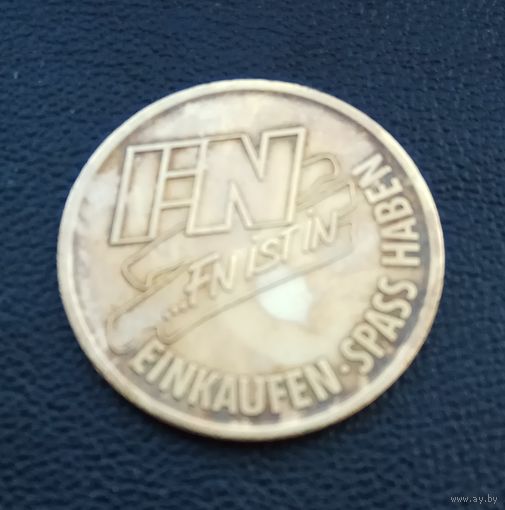 FN
...FN IST IN
EINKAUFEN · SPASS HABEN
www.ay.by